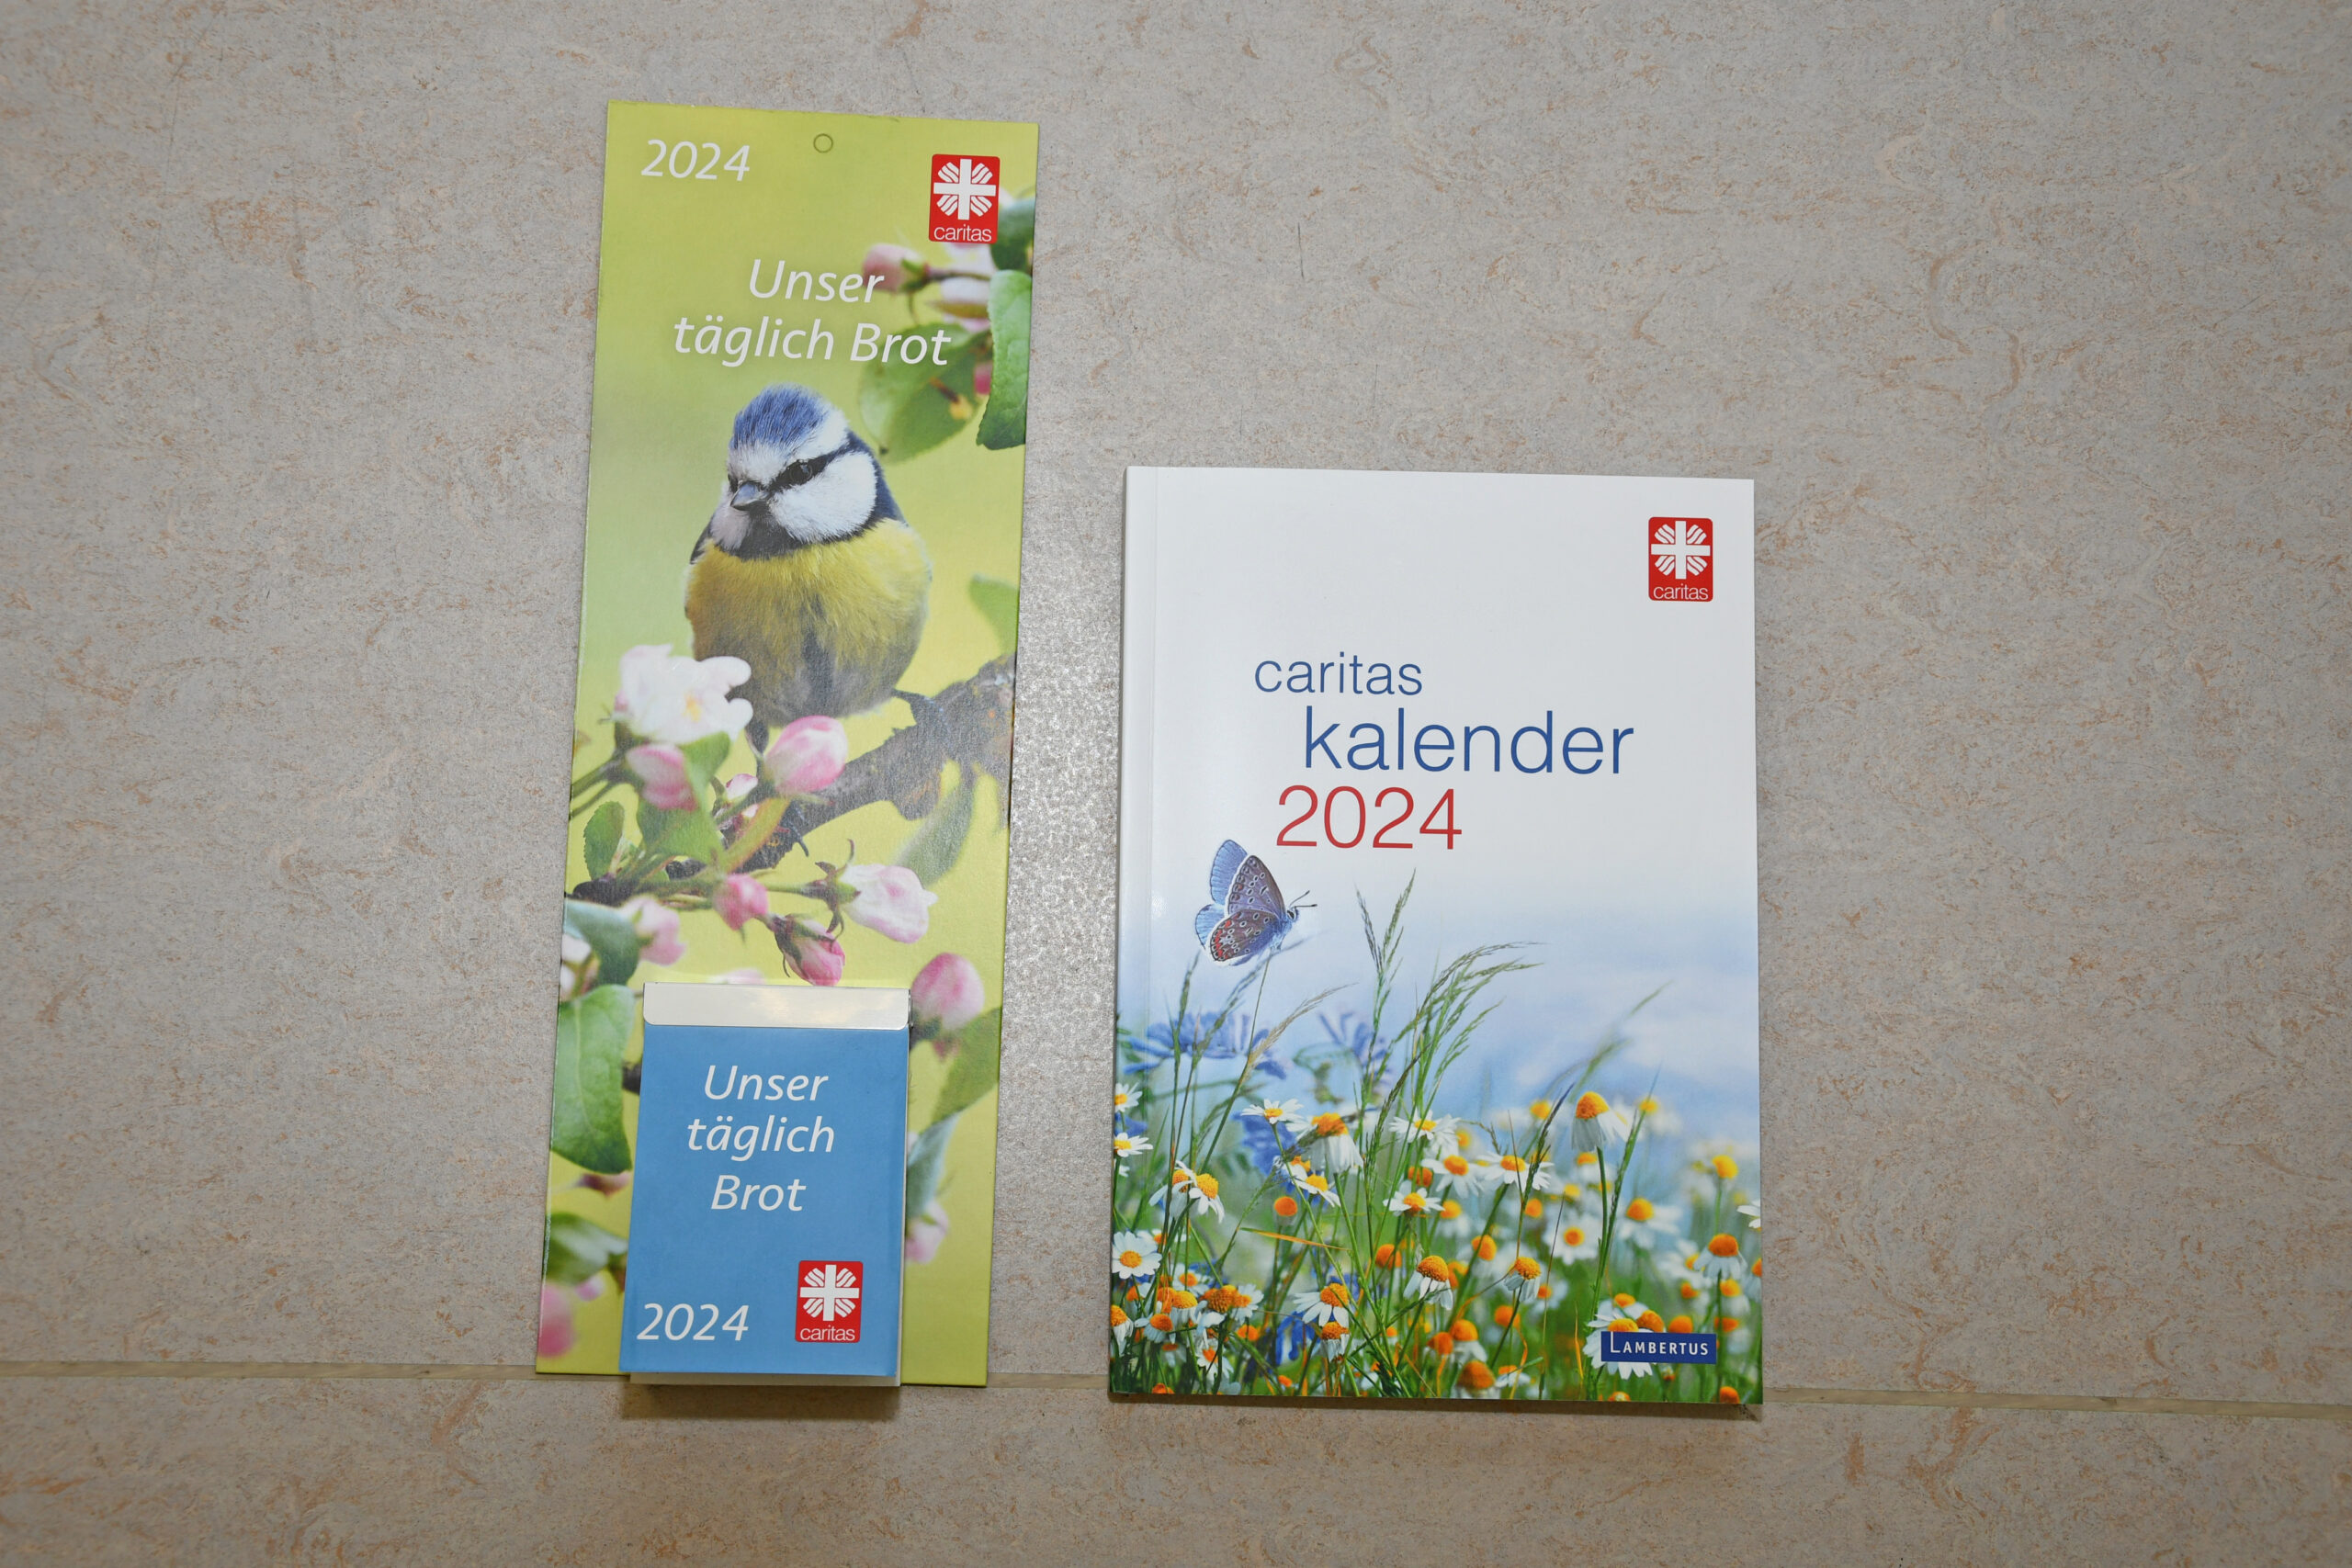 2024
caritas
Unser
täglich Brot
Unser
täglich
Brot
2024
caritas
caritas
caritas
kalender
2024
LAMBERTUS